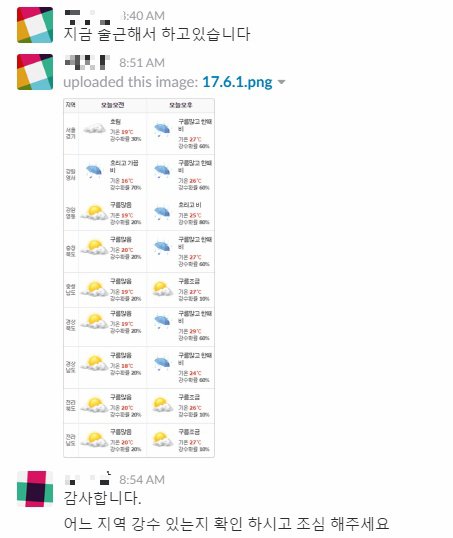 8:40 AM
지금 출근해서 하고있습니다
8:51 AM
uploaded this image: 17.6.1.png
지역 오늘오전 오늘오후
서울 경기 흐림 기온 19°C 강수확률 30% 구름많고 한때 비 기온 27°C 강수확률 60%
강원 영서 흐리고 가끔 비 기온 16°C 강수확률 70% 구름많고 한때 비 기온 26°C 강수확률 60%
강원 영동 구름많음 기온 19°C 강수확률 20% 흐리고 비 기온 25°C 강수확률 80%
충청 북도 구름많음 기온 20°C 강수확률 20% 구름많고 한때 비 기온 27°C 강수확률 60%
충청 남도 구름많음 기온 19°C 강수확률 20% 구름조금 기온 27°C 강수확률 10%
경상 북도 구름많음 기온 19°C 강수확률 20% 구름많고 한때 비 기온 29°C 강수확률 60%
경상 남도 구름많음 기온 18°C 강수확률 20% 구름많고 한때 비 기온 24°C 강수확률 60%
전라 북도 구름많음 기온 20°C 강수확률 20% 구름조금 기온 26°C 강수확률 10%
전라 남도 구름많음 기온 20°C 강수확률 20% 구름조금 기온 27°C 강수확률 10%
8:54 AM
감사합니다.
어느 지역 강수 있는지 확인 하시고 조심 해주세요